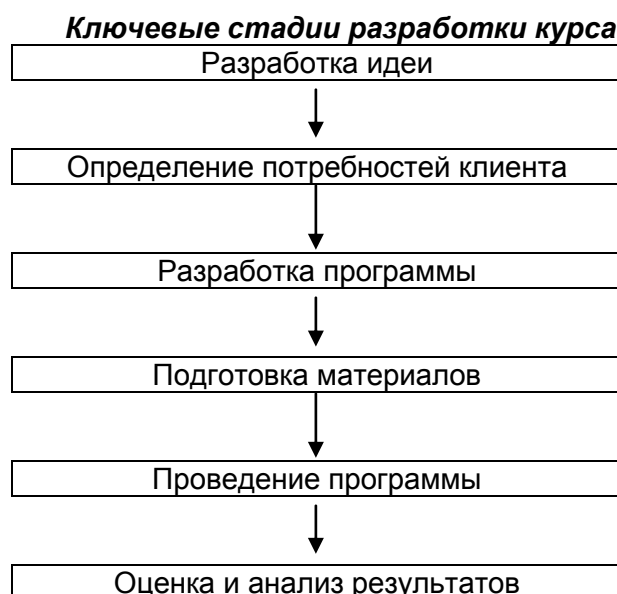 Ключевые стадии разработки курса
Разработка идеи
Определение потребностей клиента
Разработка программы
Подготовка материалов
Проведение программы
Оценка и анализ результатов